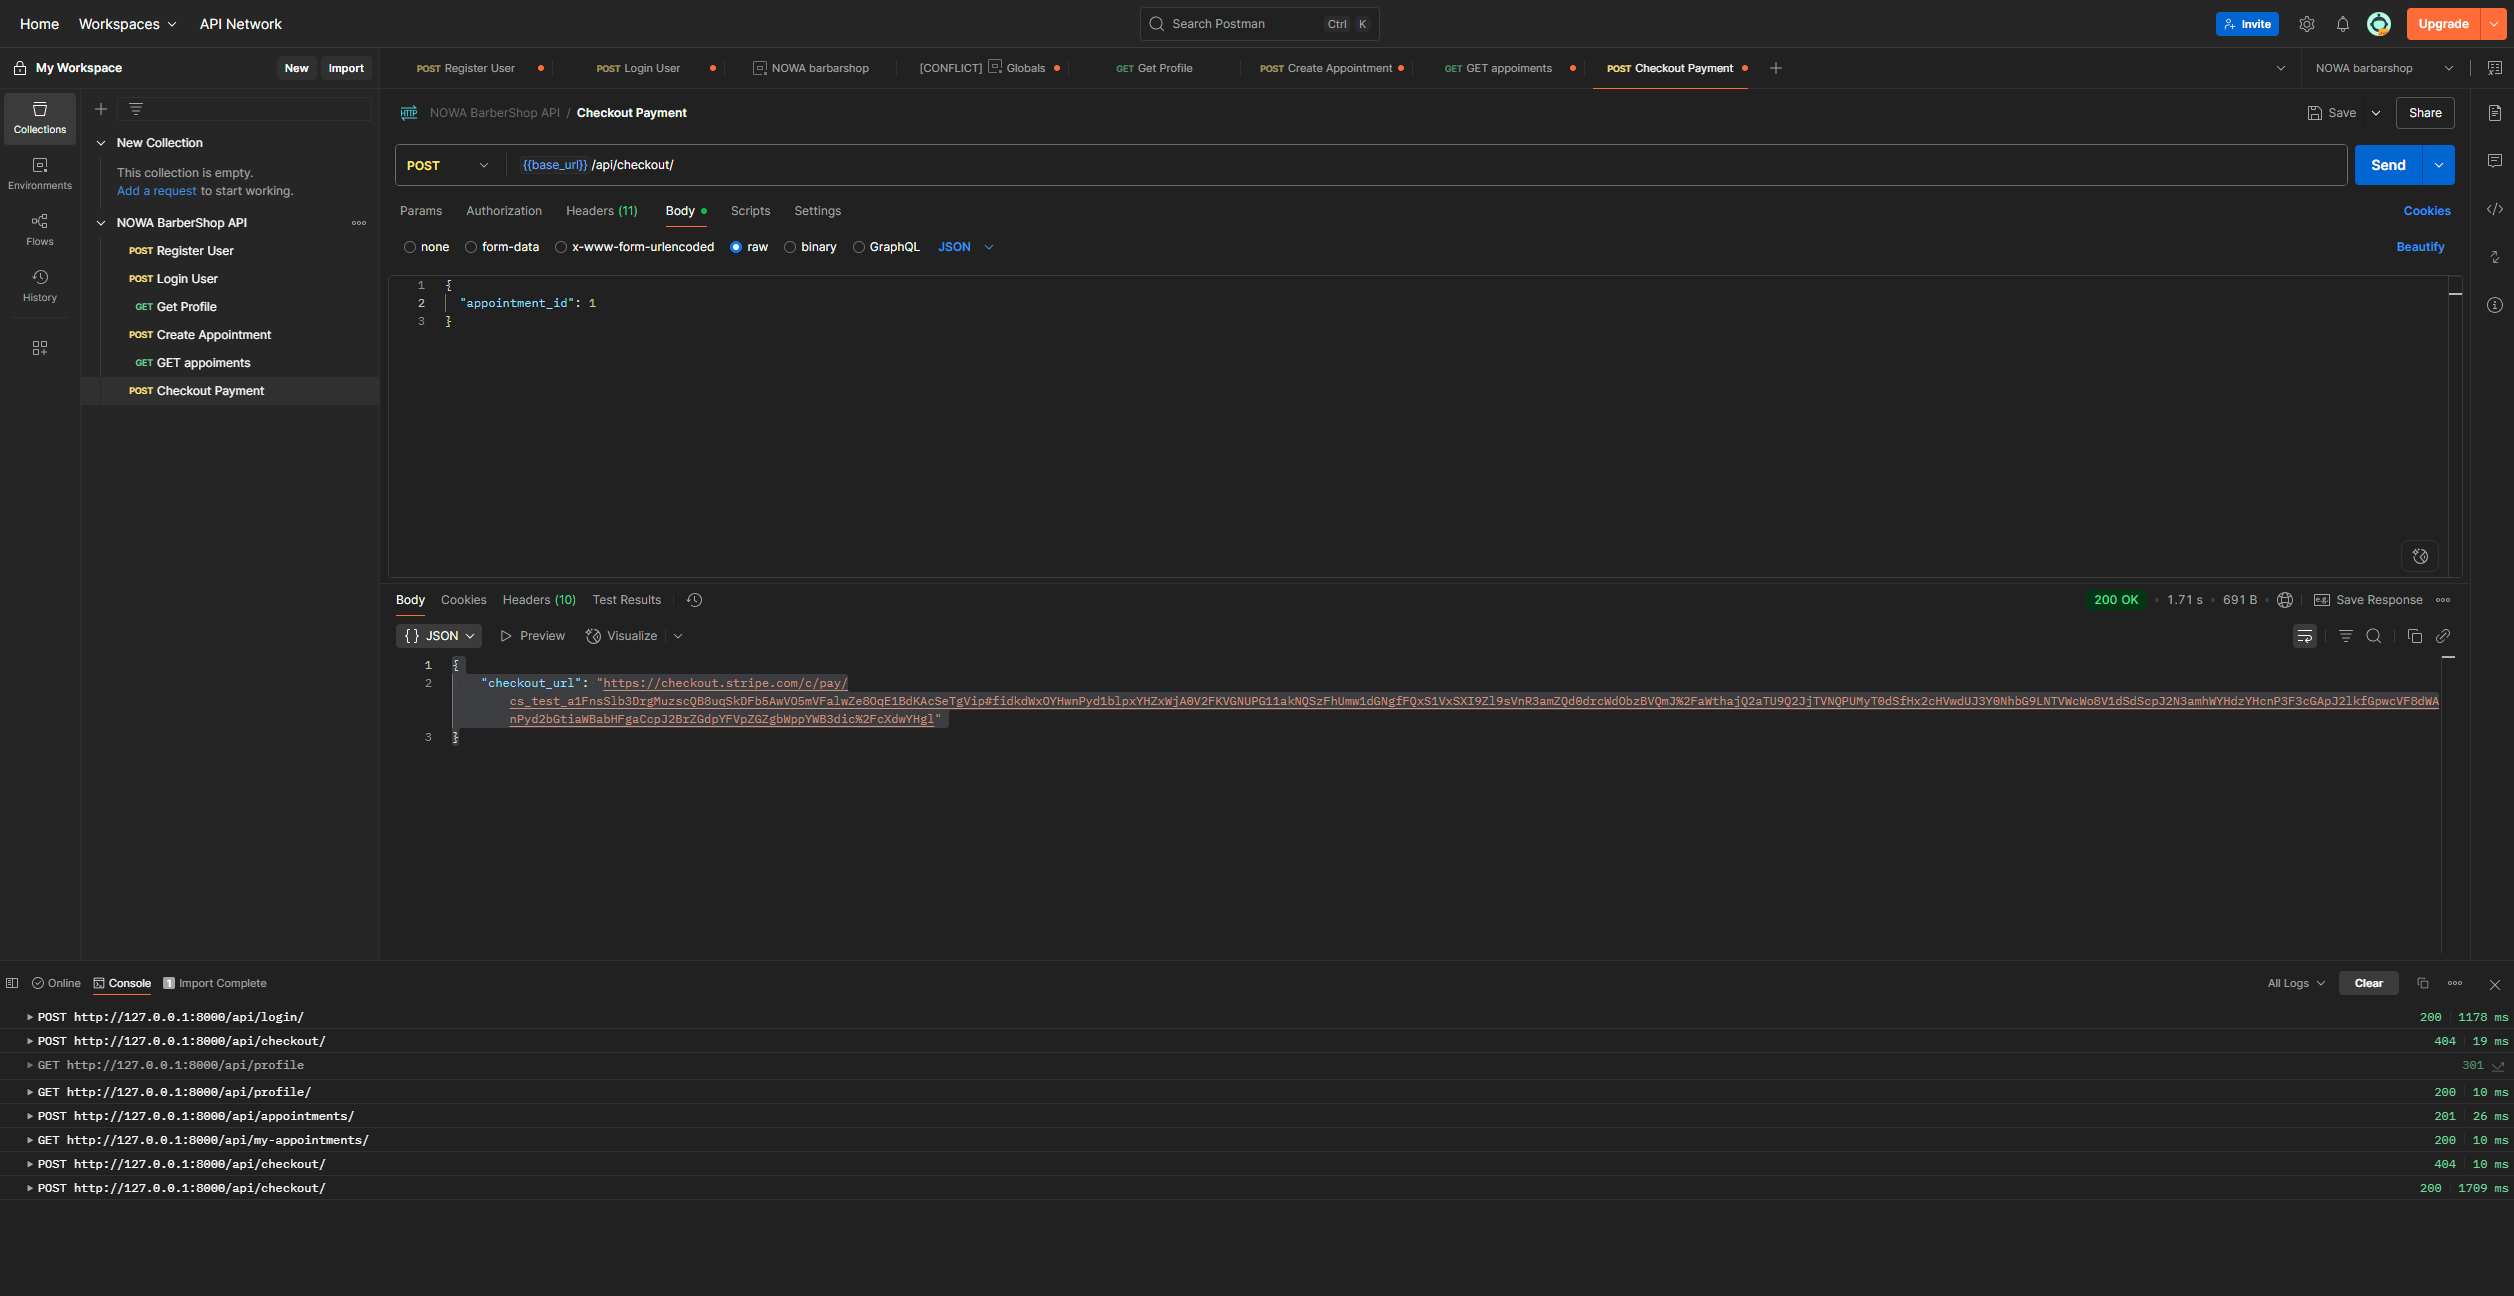 Home Workspaces API Network Search Postman Ctrl K Invite Upgrade
My Workspace New Import
POST Register User POST Login User NOWA barbarshop [CONFLICT] Globals GET Get Profile POST Create Appointment GET GET appoiments POST Checkout Payment NOWA barbarshop
Collections
Environments
Flows
History
New Collection
This collection is empty.
Add a request to start working.
NOWA BarberShop API
POST Register User
POST Login User
GET Get Profile
POST Create Appointment
GET GET appoiments
POST Checkout Payment
HTTP NOWA BarberShop API / Checkout Payment Save Share
POST {{base_url}} /api/checkout/ Send
Params Authorization Headers (11) Body Scripts Settings Cookies
none form-data x-www-form-urlencoded raw binary GraphQL JSON Beautify
1 {
2 "appointment_id": 1
3 }
Body Cookies Headers (10) Test Results 200 OK 1.71 s 691 B e.g. Save Response
{} JSON Preview Visualize
1 {
2 "checkout_url": "https://checkout.stripe.com/c/pay/
3 }
Online Console 1 Import Complete All Logs Clear
POST http://127.0.0.1:8000/api/login/ 200 1178 ms
POST http://127.0.0.1:8000/api/checkout/ 404 19 ms
GET http://127.0.0.1:8000/api/profile 301
GET http://127.0.0.1:8000/api/profile/ 200 10 ms
POST http://127.0.0.1:8000/api/appointments/ 201 26 ms
GET http://127.0.0.1:8000/api/my-appointments/ 200 10 ms
POST http://127.0.0.1:8000/api/checkout/ 404 10 ms
POST http://127.0.0.1:8000/api/checkout/ 200 1709 ms